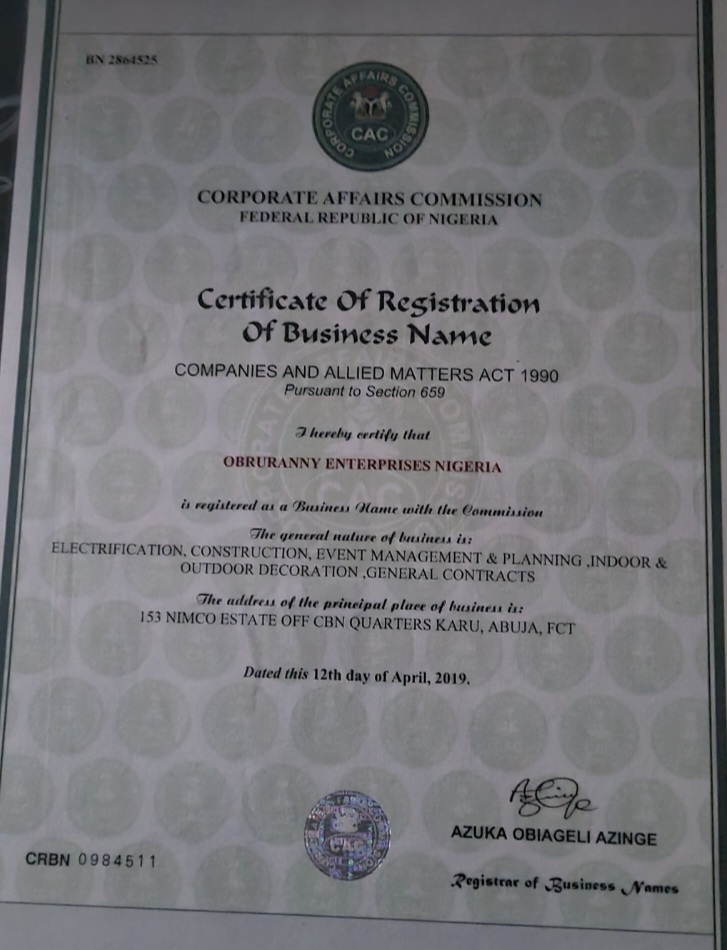 BN 2864525
CORPORATE AFFAIRS COMMISSION
CAC
CORPORATE AFFAIRS COMMISSION
FEDERAL REPUBLIC OF NIGERIA
Certificate Of Registration
Of Business Name
COMPANIES AND ALLIED MATTERS ACT 1990
Pursuant to Section 659
I hereby certify that
OBRURANNY ENTERPRISES NIGERIA
is registered as a Business Name with the Commission
The general nature of business is:
ELECTRIFICATION, CONSTRUCTION, EVENT MANAGEMENT & PLANNING ,INDOOR &
OUTDOOR DECORATION ,GENERAL CONTRACTS
The address of the principal place of business is:
153 NIMCO ESTATE OFF CBN QUARTERS KARU, ABUJA, FCT
Dated this 12th day of April, 2019.
AZUKA OBIAGELI AZINGE
CRBN 0984511
Registrar of Business Names